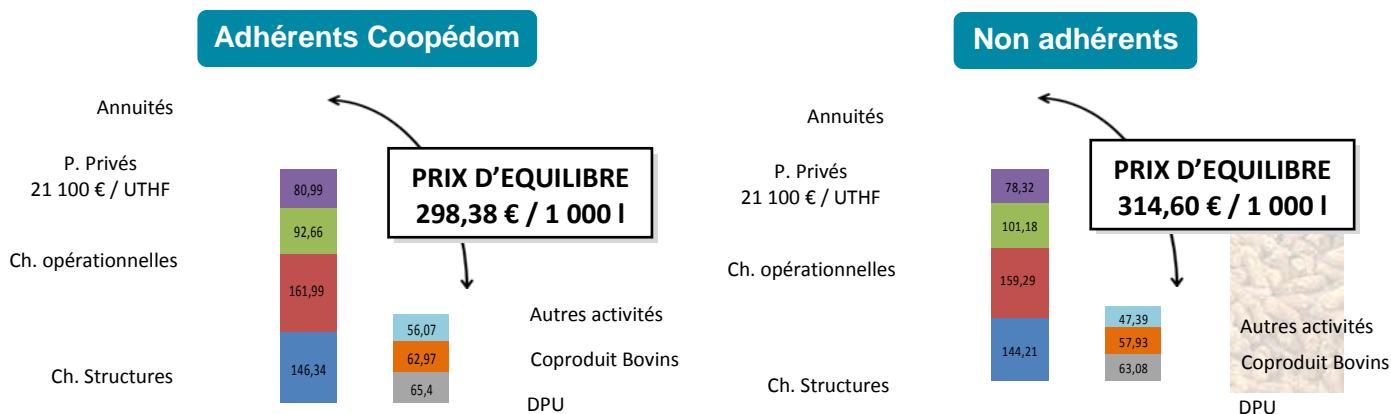 Adhérents Coopédom
Annuités
P. Privés
21 100 € / UTHF
Ch. opérationnelles
Ch. Structures
80,99
92,66
161,99
146,34
PRIX D’EQUILIBRE
298,38 € / 1 000 l
56,07
62,97
65,4
Autres activités
Coproduit Bovins
DPU
Non adhérents
Annuités
P. Privés
21 100 € / UTHF
Ch. opérationnelles
Ch. Structures
78,32
101,18
159,29
144,21
PRIX D’EQUILIBRE
314,60 € / 1 000 l
47,39
57,93
63,08
Autres activités
Coproduit Bovins
DPU